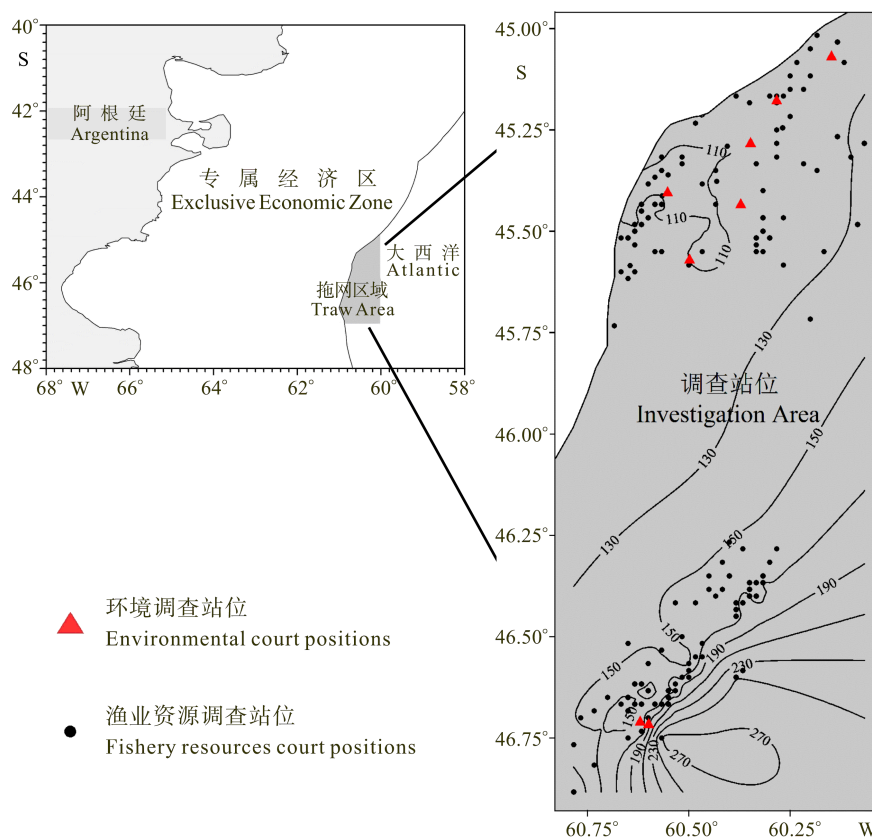 40°
S
42°
44°
46°
48°
68°
W
66°
64°
62°
60°
58°
阿根廷
Argentina
专属经济区
Exclusive Economic Zone
大西洋
Atlantic
拖网区域
Traw Area
环境调查站位
Environmental court positions
渔业资源调查站位
Fishery resources court positions
45.00°
S
45.25°
45.50°
45.75°
46.00°
46.25°
46.50°
46.75°
60.75°
60.50°
60.25°
W
110
110
110
130
调查站位
Investigation Area
150
130
130
150
190
150
190
150
230
150
190
230
270
270